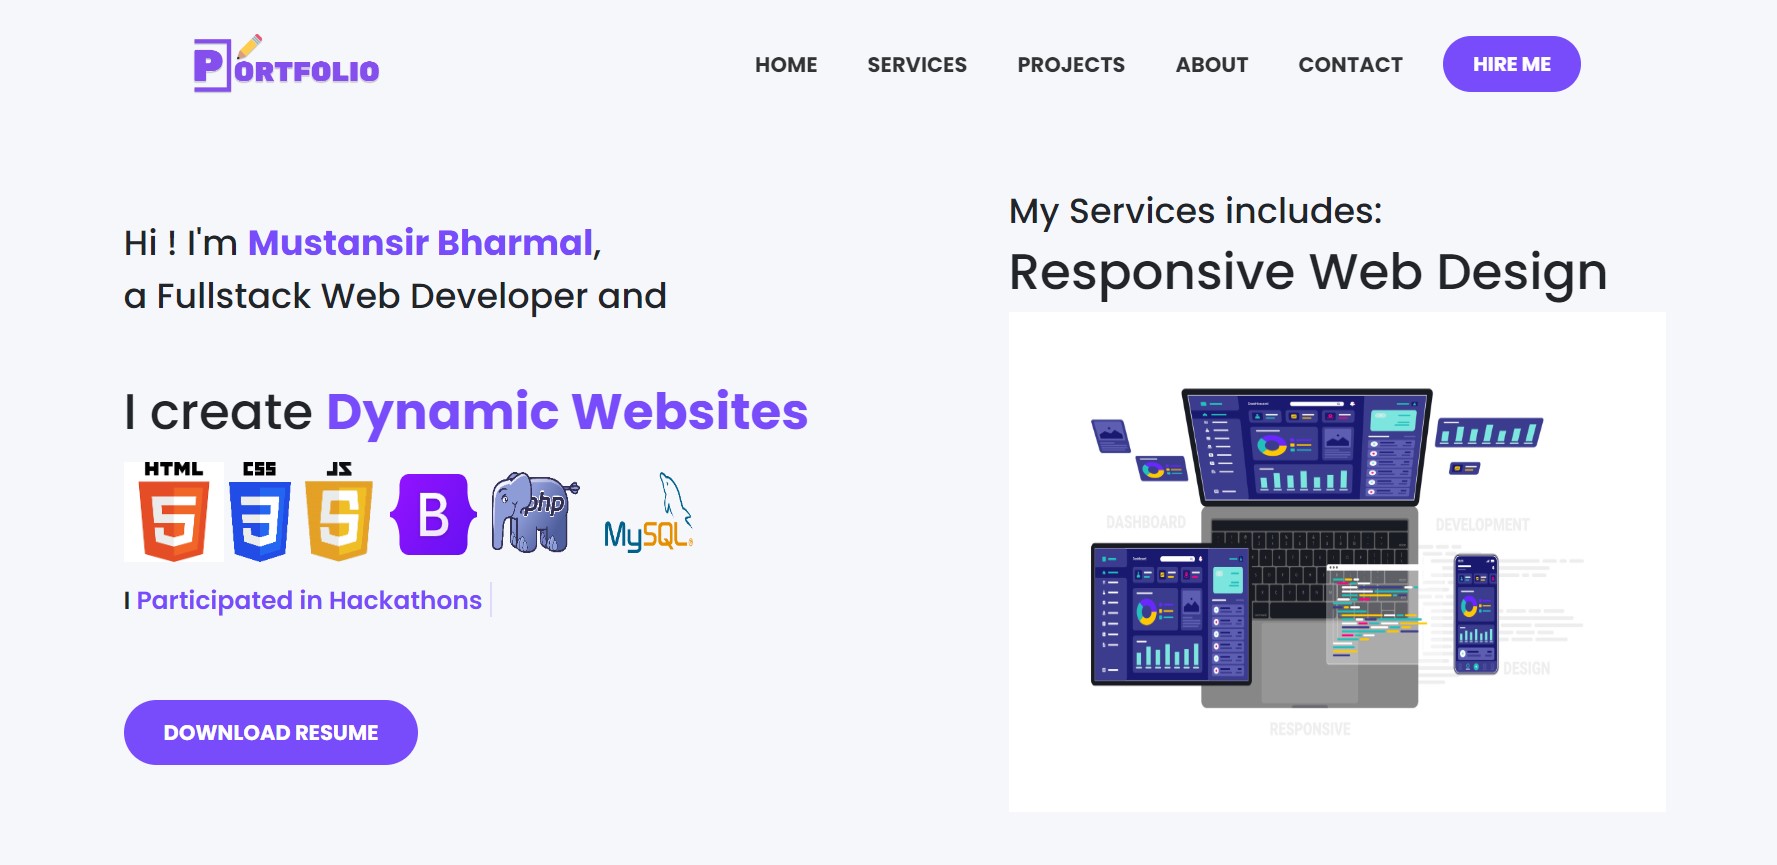 PORTFOLIO
HOME SERVICES PROJECTS ABOUT CONTACT HIRE ME
Hi ! I'm Mustansir Bharmal,
a Fullstack Web Developer and
I create Dynamic Websites
HTML CSS JS
B php MySQL
I Participated in Hackathons
DOWNLOAD RESUME
My Services includes:
Responsive Web Design
DASHBOARD
DEVELOPMENT
DESIGN
RESPONSIVE